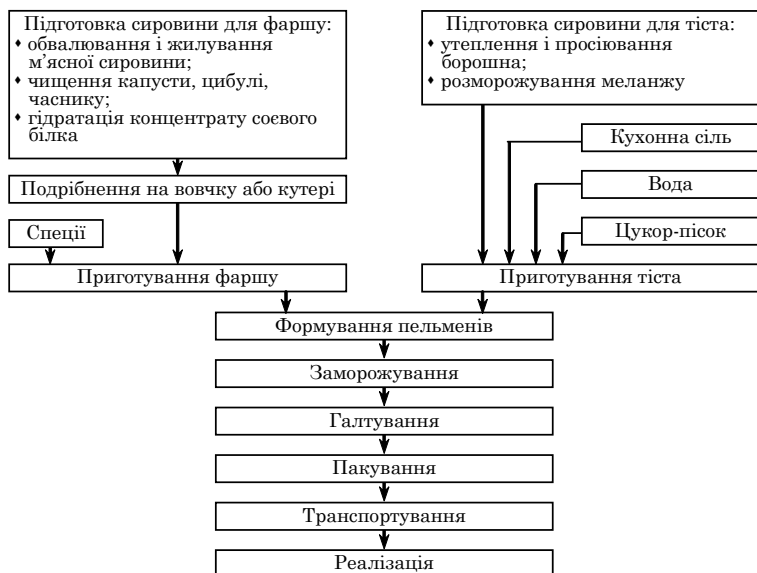 Підготовка сировини для фаршу:
• обвалювання і жилування
м'ясної сировини;
• чищення капусти, цибулі,
часнику;
• гідратація концентрату соєвого
білка
Подрібнення на вовчку або кутері
Спеції
Приготування фаршу
Підготовка сировини для тіста:
• утеплення і просіювання
борошна;
• розморожування меланжу
Кухонна сіль
Вода
Цукор-пісок
Приготування тіста
Формування пельменів
Заморожування
Галтування
Пакування
Транспортування
Реалізація